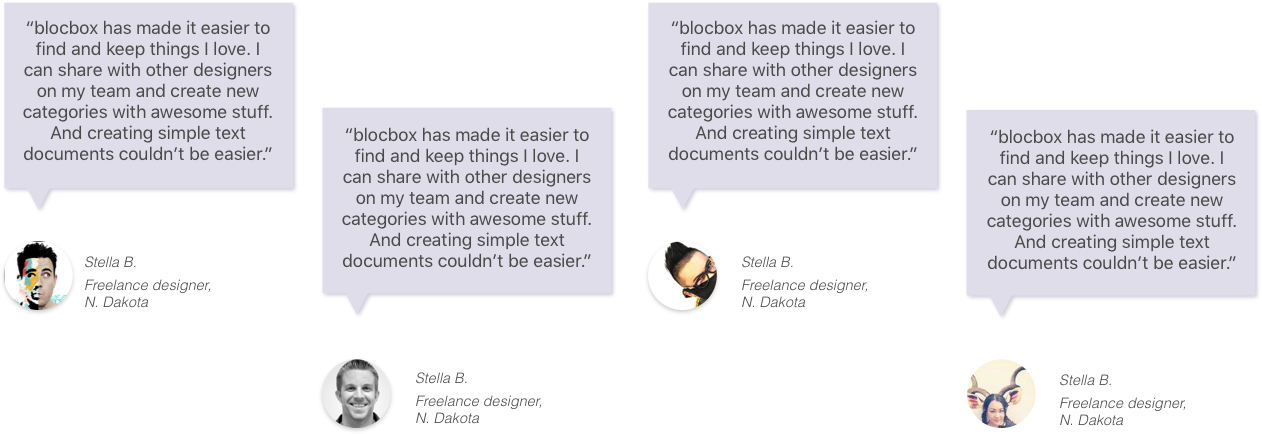 “blocbox has made it easier to
find and keep things I love. I
can share with other designers
on my team and create new
categories with awesome stuff.
And creating simple text
documents couldn’t be easier.”
Stella B.
Freelance designer,
N. Dakota
“blocbox has made it easier to
find and keep things I love. I
can share with other designers
on my team and create new
categories with awesome stuff.
And creating simple text
documents couldn’t be easier.”
Stella B.
Freelance designer,
N. Dakota
“blocbox has made it easier to
find and keep things I love. I
can share with other designers
on my team and create new
categories with awesome stuff.
And creating simple text
documents couldn’t be easier.”
Stella B.
Freelance designer,
N. Dakota
“blocbox has made it easier to
find and keep things I love. I
can share with other designers
on my team and create new
categories with awesome stuff.
And creating simple text
documents couldn’t be easier.”
Stella B.
Freelance designer,
N. Dakota